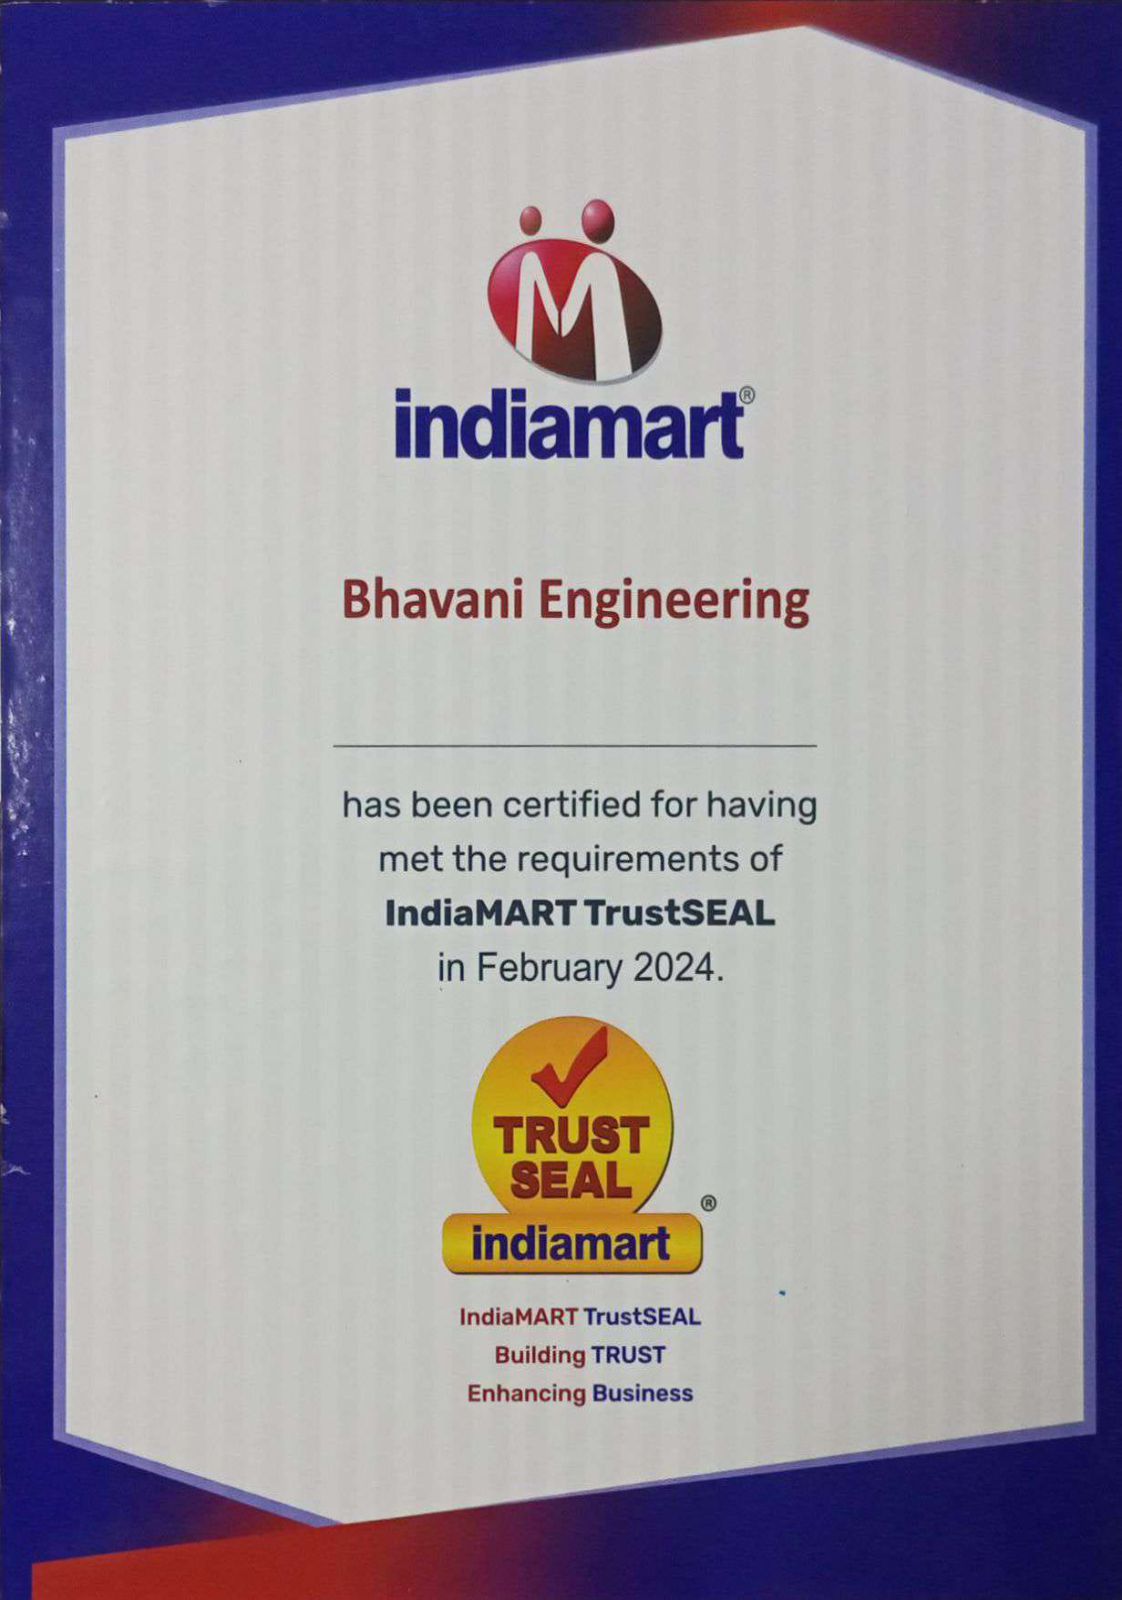 indiamart®
Bhavani Engineering
has been certified for having
met the requirements of
IndiaMART TrustSEAL
in February 2024.
TRUST
SEAL
indiamart®
IndiaMART TrustSEAL
Building TRUST
Enhancing Business